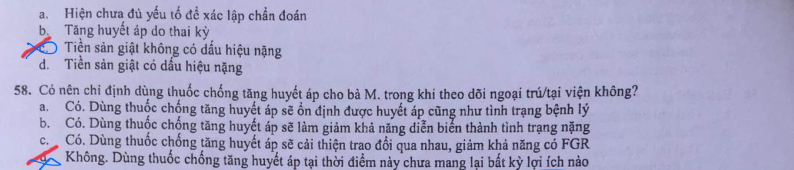 a. Hiện chưa đủ yếu tố để xác lập chẩn đoán
b. Tăng huyết áp do thai kỳ
c. Tiền sản giật không có dấu hiệu nặng
d. Tiền sản giật có dấu hiệu nặng
58. Có nên chỉ định dùng thuốc chống tăng huyết áp cho bà M. trong khi theo dõi ngoại trú/tại viện không?
a. Có. Dùng thuốc chống tăng huyết áp sẽ ổn định được huyết áp cũng như tình trạng bệnh lý
b. Có. Dùng thuốc chống tăng huyết áp sẽ làm giảm khả năng diễn biến thành tình trạng nặng
c. Có. Dùng thuốc chống tăng huyết áp sẽ cải thiện trao đổi qua nhau, giảm khả năng có FGR
d. Không. Dùng thuốc chống tăng huyết áp tại thời điểm này chưa mang lại bất kỳ lợi ích nào